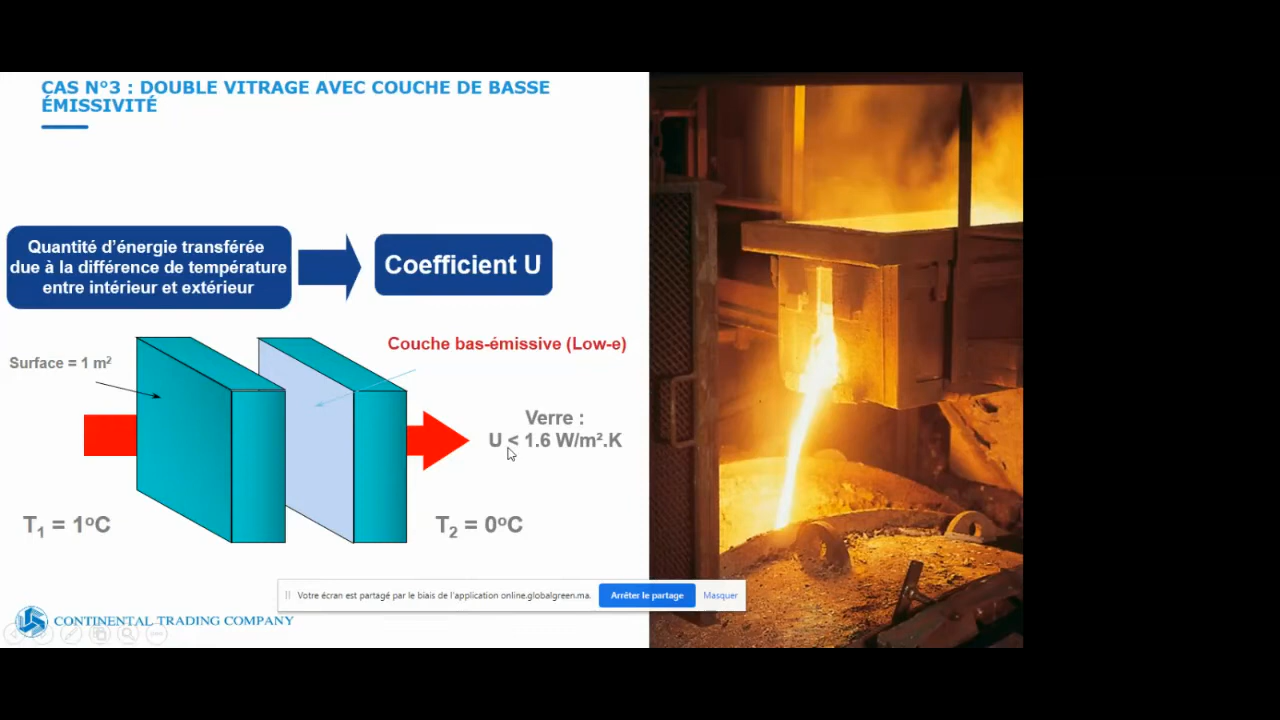 CAS N°3 : DOUBLE VITRAGE AVEC COUCHE DE BASSE
ÉMISSIVITÉ
Quantité d'énergie transférée
due à la différence de température
entre intérieur et extérieur
Coefficient U
Couche bas-émissive (Low-e)
Surface = 1 m²
Verre :
U < 1.6 W/m².K
T₁ = 1°C
T₂ = 0°C
Votre écran est partagé par le biais de l'application online.globalgreen.ma.
Arrêter le partage
Masquer
CONTINENTAL TRADING COMPANY